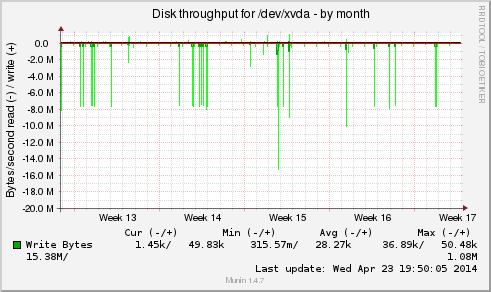 Disk throughput for /dev/xvda - by month
RRDTOOL / TOBI OETIKER
Bytes/second read (-) / write (+)
0.0
-2.0 M
-4.0 M
-6.0 M
-8.0 M
-10.0 M
-12.0 M
-14.0 M
-16.0 M
-18.0 M
-20.0 M
Week 13 Week 14 Week 15 Week 16 Week 17
Cur (-/+) Min (-/+) Avg (-/+) Max (-/+)
Write Bytes 1.45k/ 49.83k 315.57m/ 28.27k 36.89k/ 50.48k
15.38M/ 1.08M
Last update: Wed Apr 23 19:50:05 2014
Munin 1.4.7